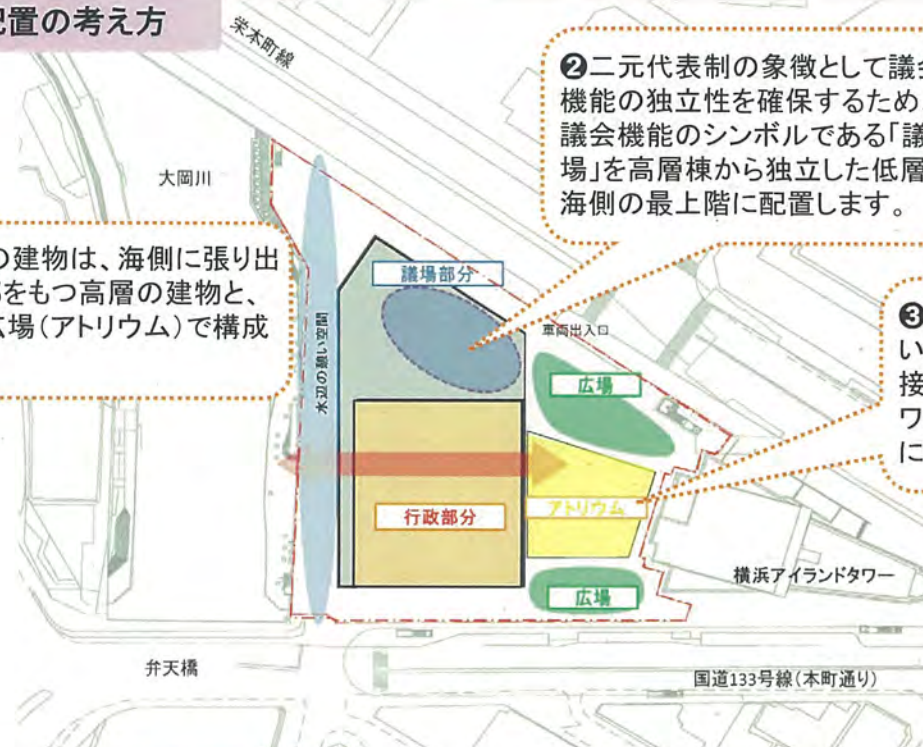 配置の考え方
栄本町線
❷二元代表制の象徴として議会
機能の独立性を確保するため
議会機能のシンボルである「議
場」を高層棟から独立した低層
海側の最上階に配置します。
大岡川
の建物は、海側に張り出
をもつ高層の建物と、
広場(アトリウム)で構成
議場部分
車両出入口
水辺の憩い空間
広場
❸
い
接
ワ
に
行政部分
アトリウム
横浜アイランドタワー
広場
弁天橋
国道133号線(本町通り)